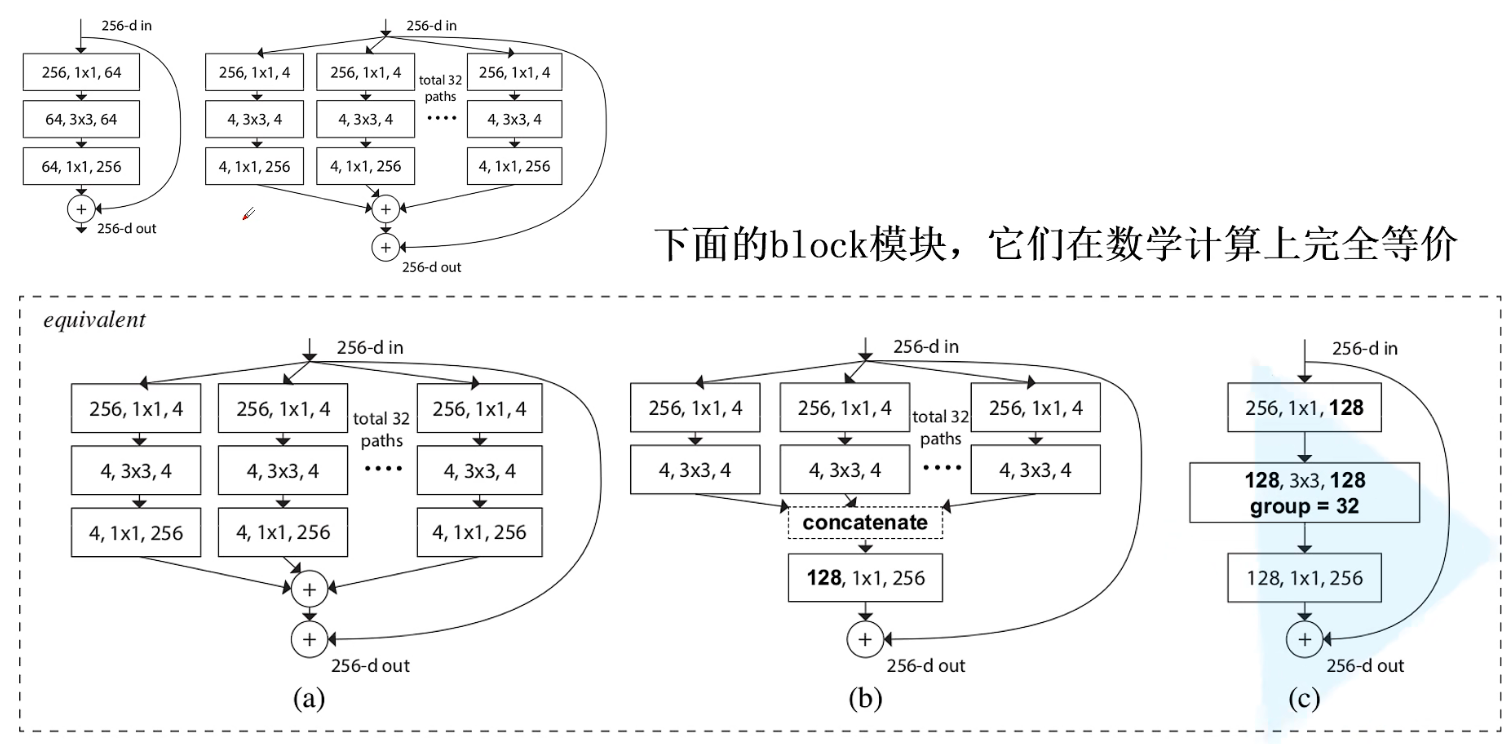 256-d in
256, 1x1, 64
64, 3x3, 64
64, 1x1, 256
+
256-d out
256-d in
256, 1x1, 4
256, 1x1, 4
total 32
paths
....
256, 1x1, 4
4, 3x3, 4
4, 3x3, 4
4, 3x3, 4
4, 1x1, 256
4, 1x1, 256
4, 1x1, 256
+
+
256-d out
下面的block模块，它们在数学计算上完全等价
equivalent
256-d in
256, 1x1, 4
256, 1x1, 4
total 32
paths
....
256, 1x1, 4
4, 3x3, 4
4, 3x3, 4
4, 3x3, 4
4, 1x1, 256
4, 1x1, 256
4, 1x1, 256
+
+
256-d out
(a)
256-d in
256, 1x1, 4
256, 1x1, 4
total 32
paths
....
256, 1x1, 4
4, 3x3, 4
4, 3x3, 4
4, 3x3, 4
concatenate
128, 1x1, 256
+
256-d out
(b)
256-d in
256, 1x1, 128
128, 3x3, 128
group = 32
128, 1x1, 256
+
256-d out
(c)